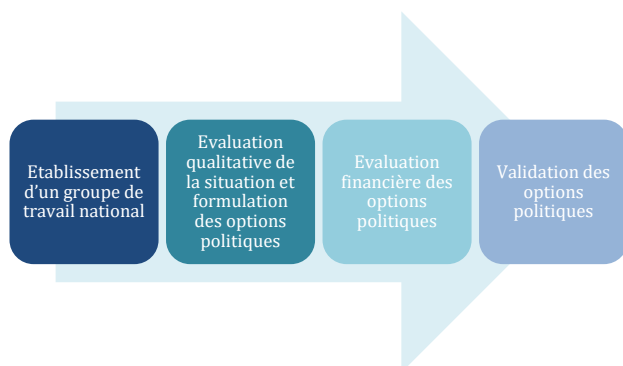 Etablissement
d'un groupe de
travail national
Evaluation
qualitative de
la situation et
formulation
des options
politiques
Evaluation
financière des
options
politiques
Validation des
options
politiques